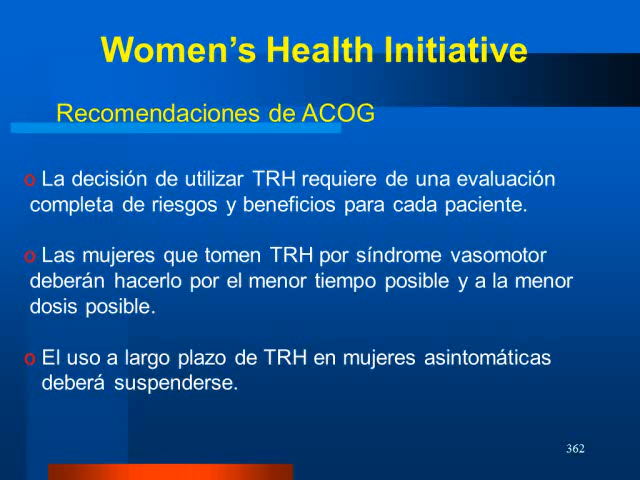 Women's Health Initiative
Recomendaciones de ACOG
o La decisión de utilizar TRH requiere de una evaluación
completa de riesgos y beneficios para cada paciente.
o Las mujeres que tomen TRH por síndrome vasomotor
deberán hacerlo por el menor tiempo posible y a la menor
dosis posible.
o El uso a largo plazo de TRH en mujeres asintomáticas
deberá suspenderse.
362